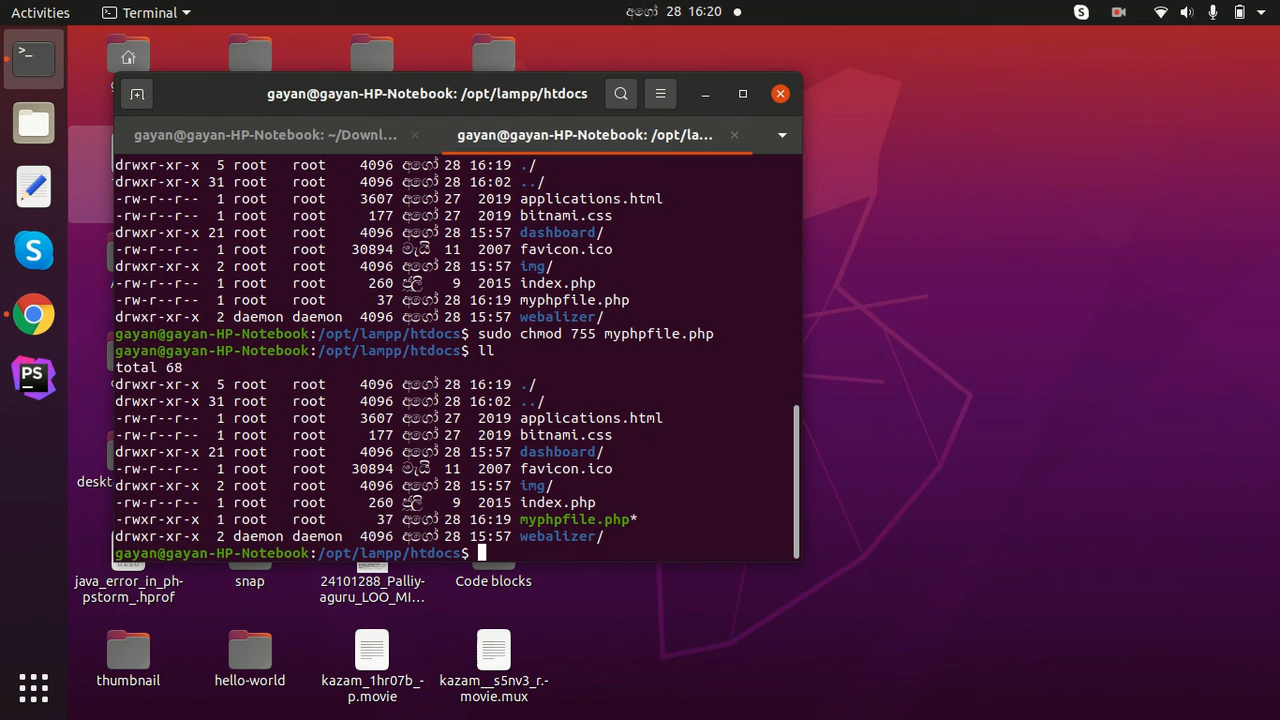 Activities
Terminal
අගෝ 28 16:20
gayan@gayan-HP-Notebook: /opt/lampp/htdocs
gayan@gayan-HP-Notebook: ~/Downl...
gayan@gayan-HP-Notebook: /opt/la...
drwxr-xr-x 5 root root 4096 අගෝ 28 16:19 ./
drwxr-xr-x 31 root root 4096 අගෝ 28 16:02 ../
-rw-r--r-- 1 root root 3607 අගෝ 27 2019 applications.html
-rw-r--r-- 1 root root 177 අගෝ 27 2019 bitnami.css
drwxr-xr-x 21 root root 4096 අගෝ 28 15:57 dashboard/
-rw-r--r-- 1 root root 30894 මැයි 11 2007 favicon.ico
drwxr-xr-x 2 root root 4096 අගෝ 28 15:57 img/
-rw-r--r-- 1 root root 260 ජූලි 9 2015 index.php
-rw-r--r-- 1 root root 37 අගෝ 28 16:19 myphpfile.php
drwxr-xr-x 2 daemon daemon 4096 අගෝ 28 15:57 webalizer/
gayan@gayan-HP-Notebook:/opt/lampp/htdocs$ sudo chmod 755 myphpfile.php
gayan@gayan-HP-Notebook:/opt/lampp/htdocs$ ll
total 68
drwxr-xr-x 5 root root 4096 අගෝ 28 16:19 ./
drwxr-xr-x 31 root root 4096 අගෝ 28 16:02 ../
-rw-r--r-- 1 root root 3607 අගෝ 27 2019 applications.html
-rw-r--r-- 1 root root 177 අගෝ 27 2019 bitnami.css
drwxr-xr-x 21 root root 4096 අගෝ 28 15:57 dashboard/
-rw-r--r-- 1 root root 30894 මැයි 11 2007 favicon.ico
drwxr-xr-x 2 root root 4096 අගෝ 28 15:57 img/
-rw-r--r-- 1 root root 260 ජූලි 9 2015 index.php
-rwxr-xr-x 1 root root 37 අගෝ 28 16:19 myphpfile.php*
drwxr-xr-x 2 daemon daemon 4096 අගෝ 28 15:57 webalizer/
gayan@gayan-HP-Notebook:/opt/lampp/htdocs$
PS
java_error_in_ph-
pstorm_.hprof
snap
24101288_Palliy-
aguru_LOO_MI...
Code blocks
thumbnail
hello-world
kazam_1hr07b_-
p.movie
kazam__s5nv3_r.-
movie.mux